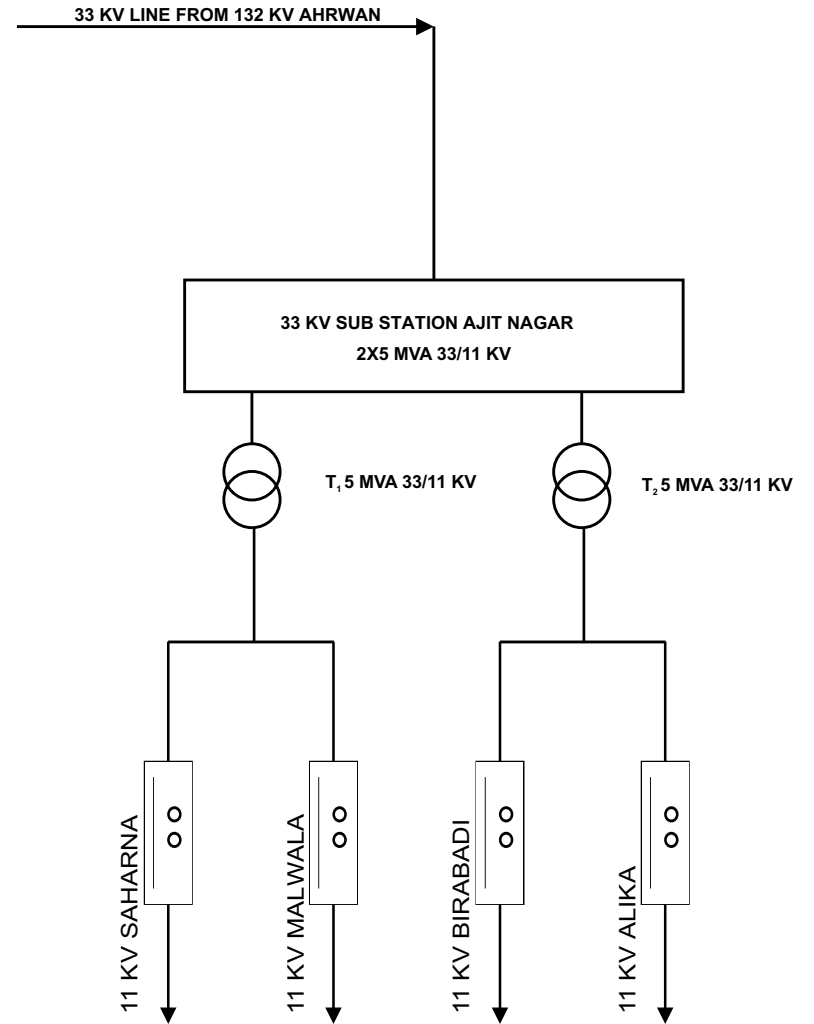 33 KV LINE FROM 132 KV AHRWAN
33 KV SUB STATION AJIT NAGAR
2X5 MVA 33/11 KV
T₁ 5 MVA 33/11 KV
T₂ 5 MVA 33/11 KV
11 KV SAHARNA
11 KV MALWALA
11 KV BIRABADI
11 KV ALIKA